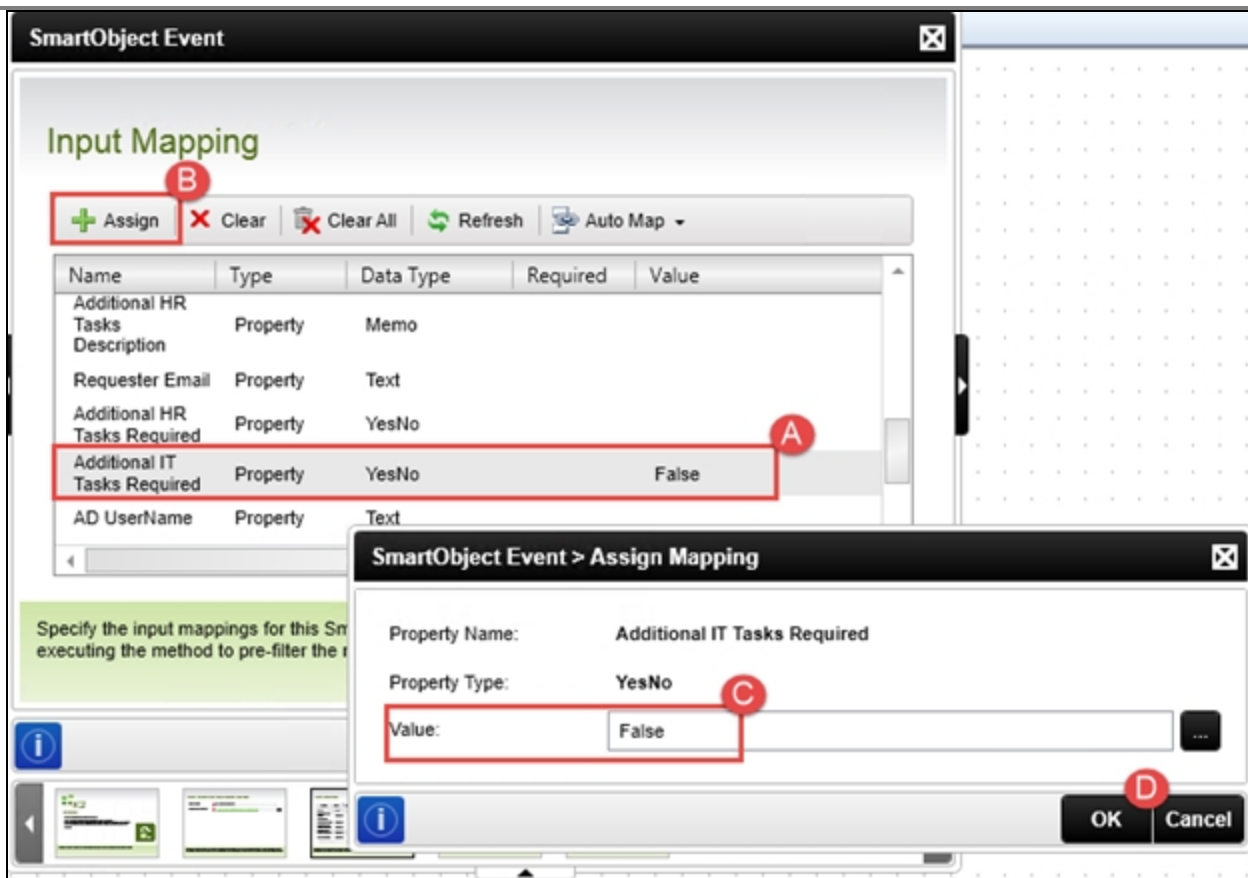 SmartObject Event
Input Mapping
B
Assign Clear Clear All Refresh Auto Map
Name Type Data Type Required Value
Additional HR
Tasks Property Memo
Description
Requester Email Property Text
Additional HR
Tasks Required Property YesNo
A
Additional IT
Tasks Required Property YesNo False
AD UserName Property Text
SmartObject Event > Assign Mapping
Specify the input mappings for this Sm
executing the method to pre-filter the
Property Name: Additional IT Tasks Required
Property Type: YesNo
C
Value: False ...
D
OK Cancel